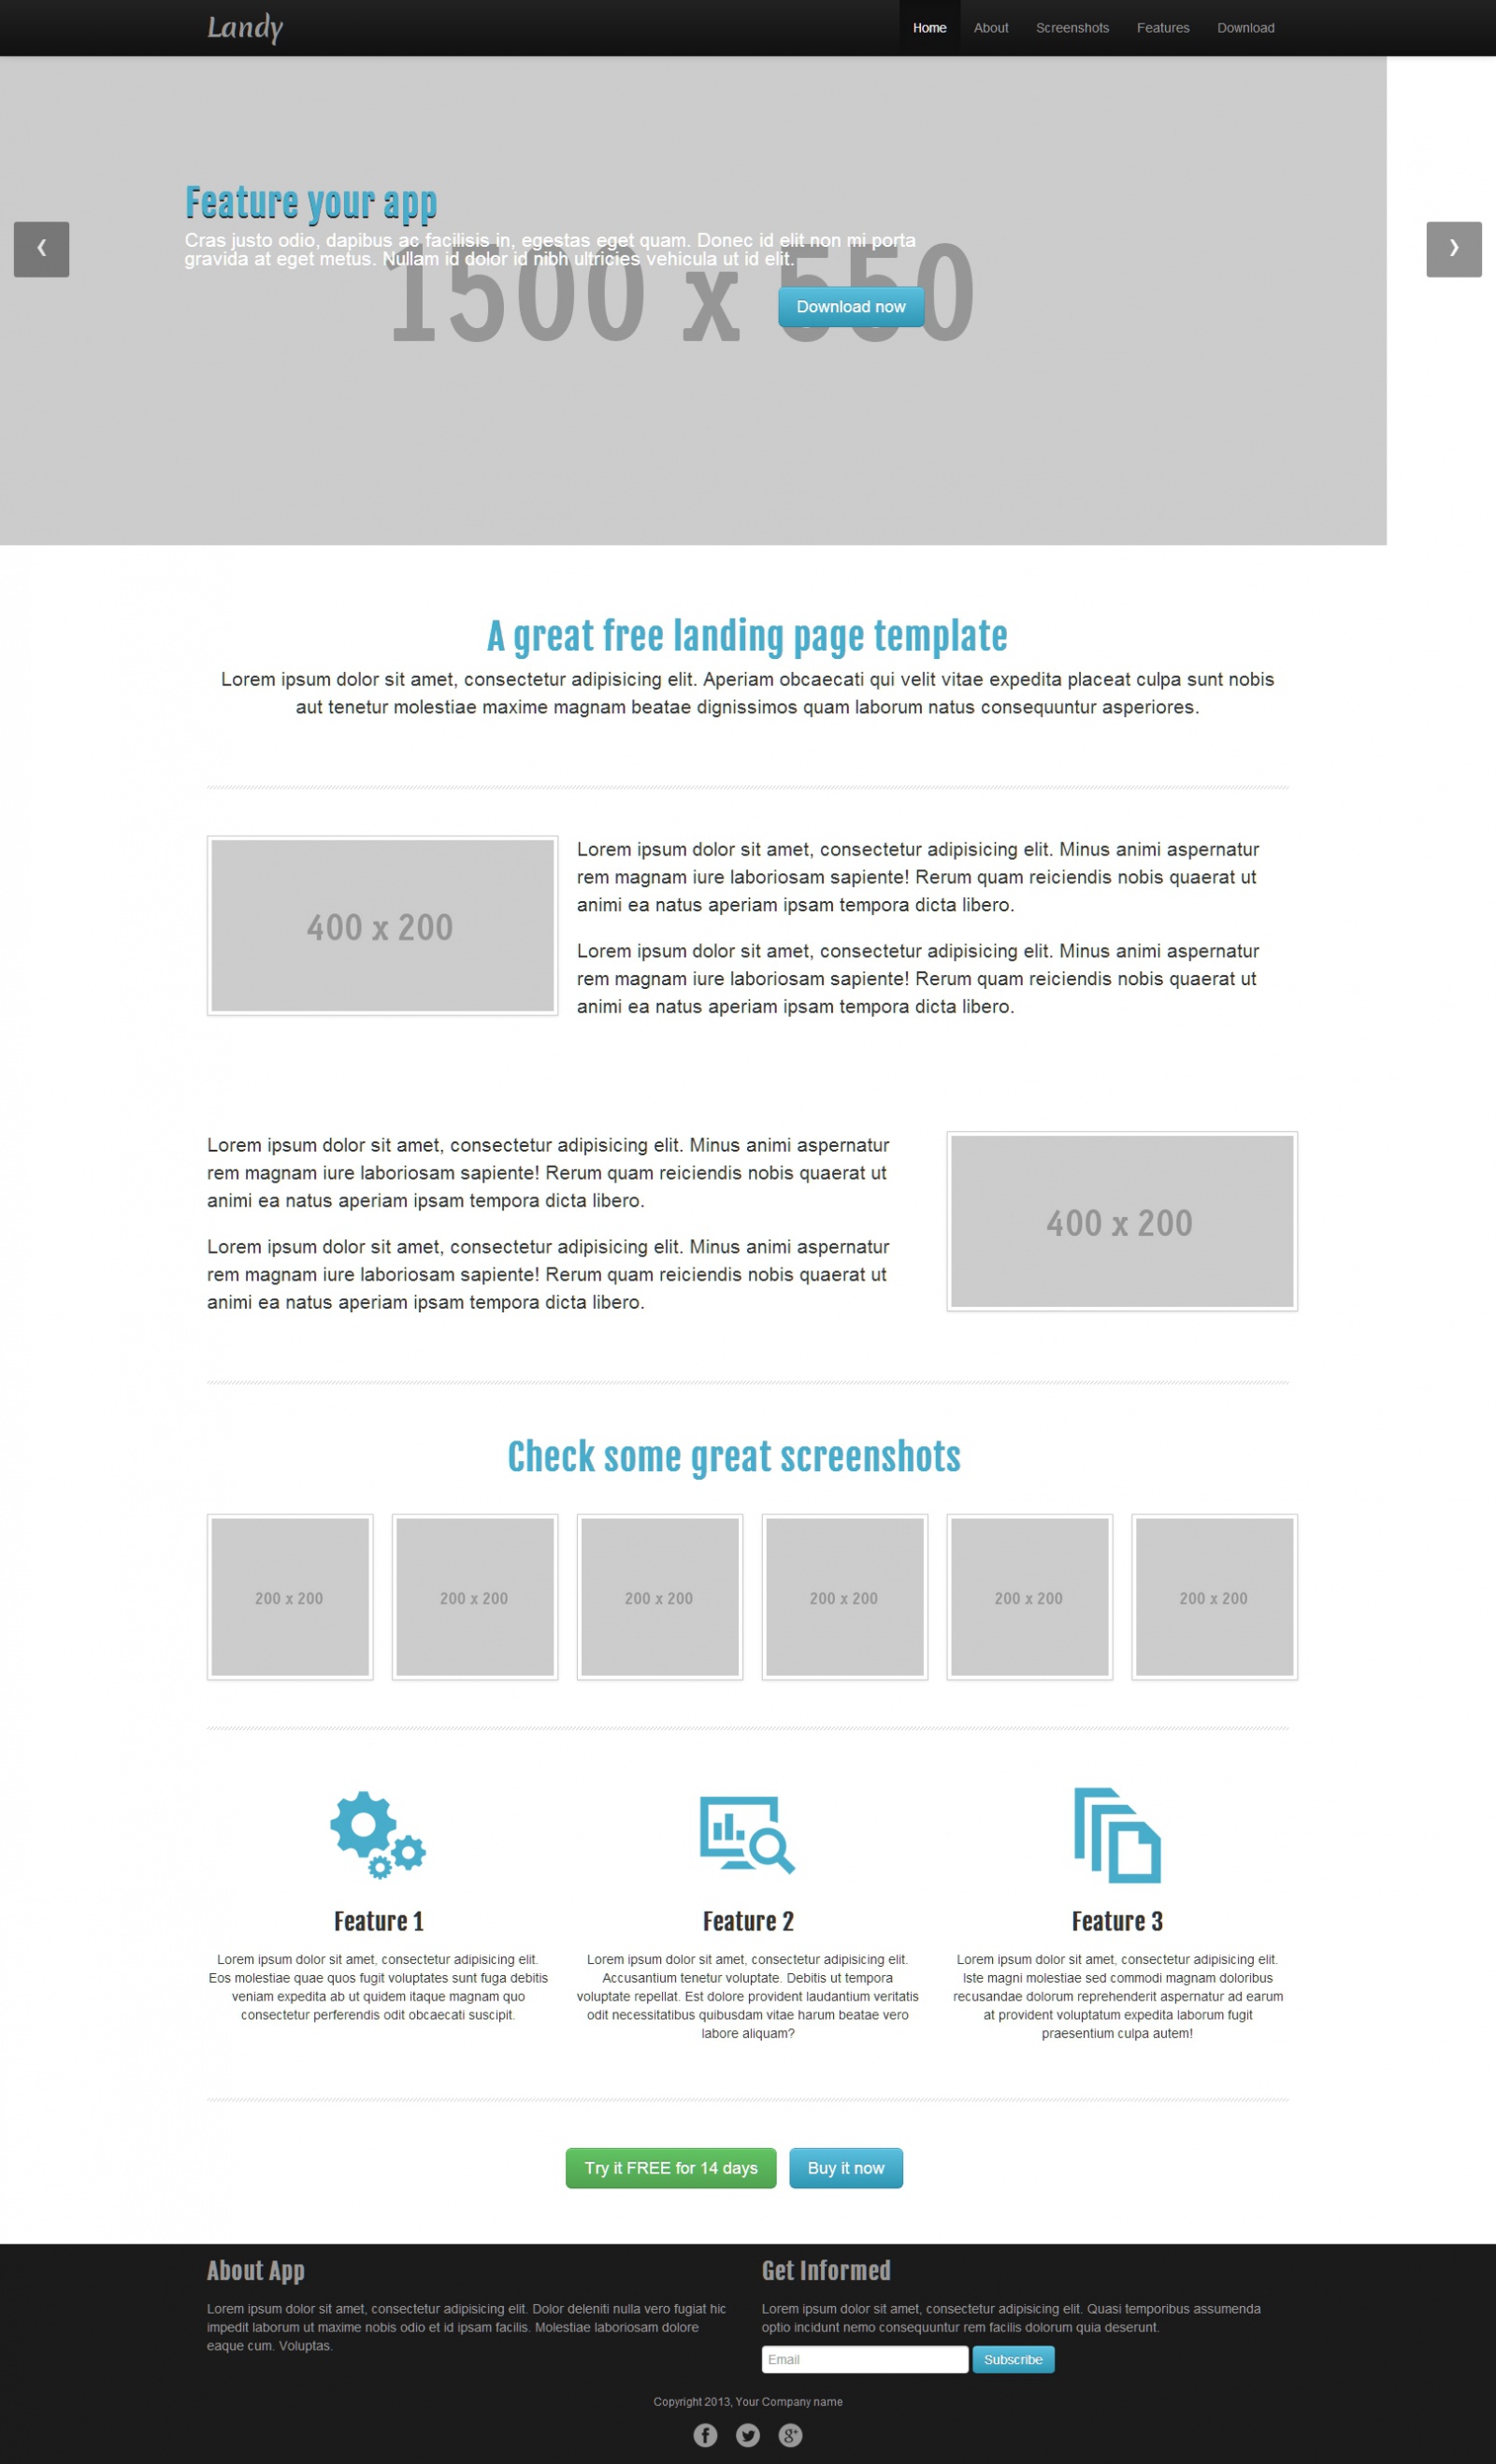 Landy
Home About Screenshots Features Download
Feature your app
Cras justo odio, dapibus ac facilisis in, egestas eget quam. Donec id elit non mi porta
gravida at eget metus. Nullam id dolor id nibh ultricies vehicula ut id elit.
1500 x 550
Download now
A great free landing page template
Lorem ipsum dolor sit amet, consectetur adipisicing elit. Aperiam obcaecati qui velit vitae expedita placeat culpa sunt nobis
aut tenetur molestiae maxime magnam beatae dignissimos quam laborum natus consequuntur asperiores.
400 x 200
Lorem ipsum dolor sit amet, consectetur adipisicing elit. Minus animi aspernatur
rem magnam iure laboriosam sapiente! Rerum quam reiciendis nobis quaerat ut
animi ea natus aperiam ipsam tempora dicta libero.
Lorem ipsum dolor sit amet, consectetur adipisicing elit. Minus animi aspernatur
rem magnam iure laboriosam sapiente! Rerum quam reiciendis nobis quaerat ut
animi ea natus aperiam ipsam tempora dicta libero.
Lorem ipsum dolor sit amet, consectetur adipisicing elit. Minus animi aspernatur
rem magnam iure laboriosam sapiente! Rerum quam reiciendis nobis quaerat ut
animi ea natus aperiam ipsam tempora dicta libero.
Lorem ipsum dolor sit amet, consectetur adipisicing elit. Minus animi aspernatur
rem magnam iure laboriosam sapiente! Rerum quam reiciendis nobis quaerat ut
animi ea natus aperiam ipsam tempora dicta libero.
400 x 200
Check some great screenshots
200 x 200 200 x 200 200 x 200 200 x 200 200 x 200 200 x 200
Feature 1
Lorem ipsum dolor sit amet, consectetur adipisicing elit.
Eos molestiae quae quos fugit voluptates sunt fuga debitis
veniam expedita ab ut quidem itaque magnam quo
consectetur perferendis odit obcaecati suscipit.
Feature 2
Lorem ipsum dolor sit amet, consectetur adipisicing elit.
Accusantium tenetur voluptate. Debitis ut tempora
voluptate repellat. Est dolore provident laudantium veritatis
odit necessitatibus quibusdam vitae harum beatae vero
labore aliquam?
Feature 3
Lorem ipsum dolor sit amet, consectetur adipisicing elit.
Iste magni molestiae sed commodi magnam doloribus
recusandae dolorum reprehenderit aspernatur ad earum
at provident voluptatum expedita laborum fugit
praesentium culpa autem!
Try it FREE for 14 days
Buy it now
About App
Lorem ipsum dolor sit amet, consectetur adipisicing elit. Dolor deleniti nulla vero fugiat hic
impedit laborum ut maxime nobis odio et id ipsam facilis. Molestiae laboriosam dolore
eaque cum. Voluptas.
Get Informed
Lorem ipsum dolor sit amet, consectetur adipisicing elit. Quasi temporibus assumenda
optio incidunt nemo consequuntur rem facilis dolorum quia deserunt.
Email
Subscribe
Copyright 2013, Your Company name